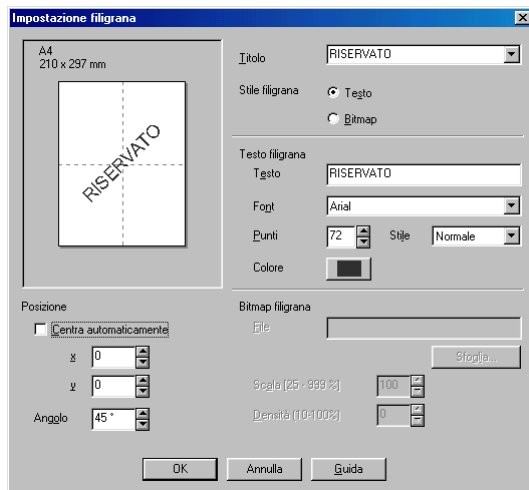 Impostazione filigrana
A4
210 x 297 mm
RISERVATO
Titolo RISERVATO
Stile filigrana Testo
Bitmap
Testo filigrana
Testo RISERVATO
Font Arial
Punti 72 Stile Normale
Colore
Posizione
Centra automaticamente
x 0
y 0
Angolo 45 °
Bitmap filigrana
File
Sfoglia...
Scala (25 - 999 %) 100
Densità (10-100%) 0
OK Annulla Guida